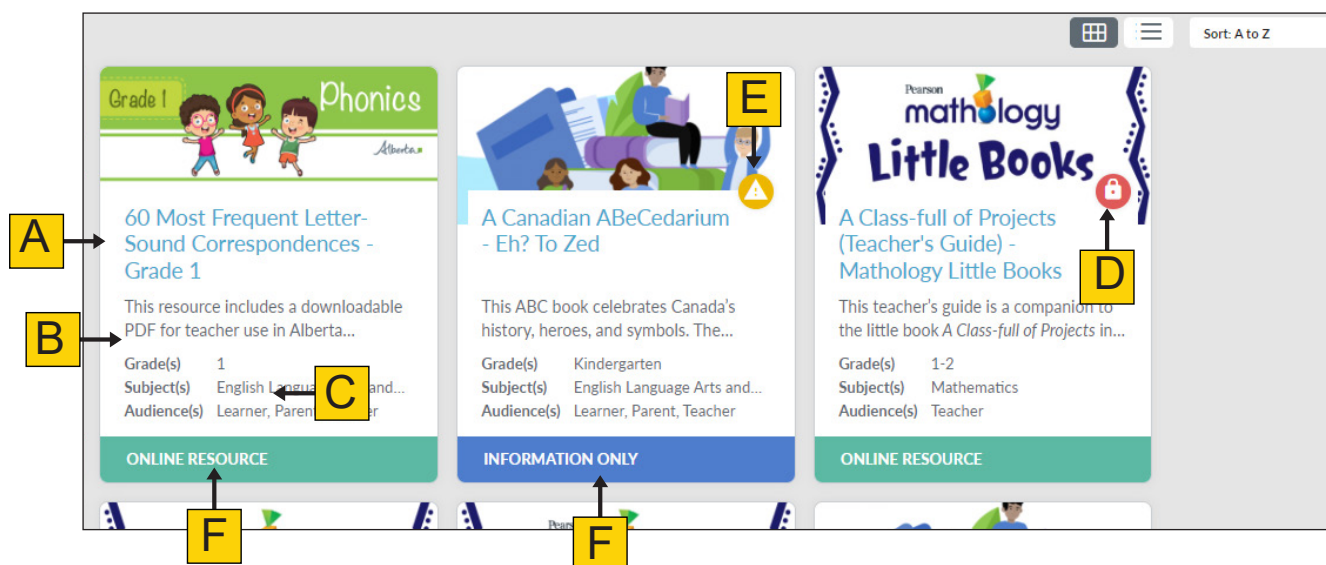 Sort: A to Z
Grade 1 Phonics
Alberta
60 Most Frequent Letter-
Sound Correspondences -
Grade 1
This resource includes a downloadable
PDF for teacher use in Alberta...
Grade(s) 1
Subject(s) English and...
Audience(s) Learner,
ONLINE RESOURCE
A Canadian ABeCedarium
- Eh? To Zed
This ABC book celebrates Canada's
history, heroes, and symbols. The...
Grade(s) Kindergarten
Subject(s) English Language Arts and...
Audience(s) Learner, Parent, Teacher
INFORMATION ONLY
Pearson
mathology
Little Books
A Class-full of Projects
(Teacher's Guide) -
Mathology Little Books
This teacher's guide is a companion to
the little book A Class-full of Projects in...
Grade(s) 1-2
Subject(s) Mathematics
Audience(s) Teacher
ONLINE RESOURCE
A
B
C
D
E
F
F